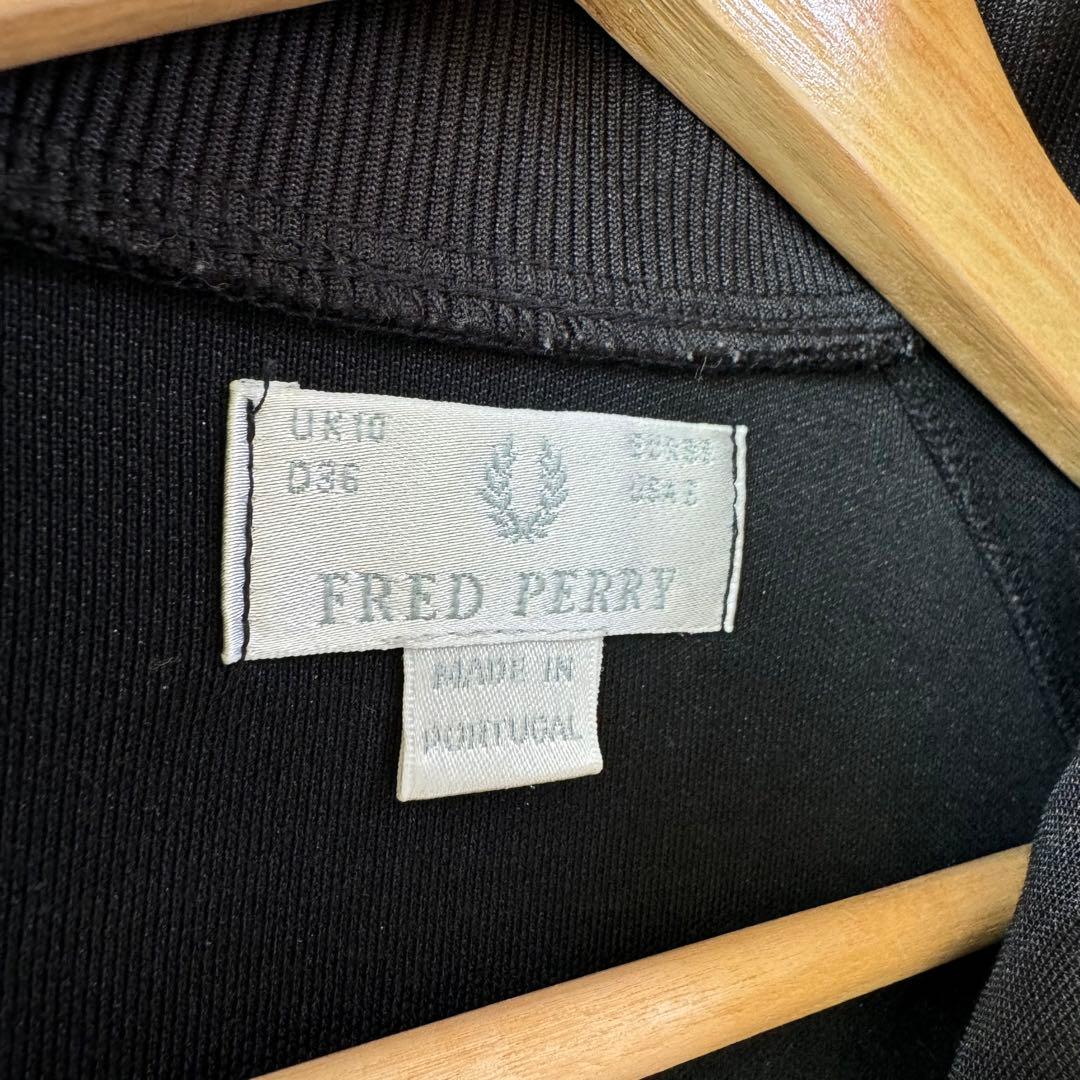 UK10
D36
FRED PERRY
MADE IN
PORTUGAL